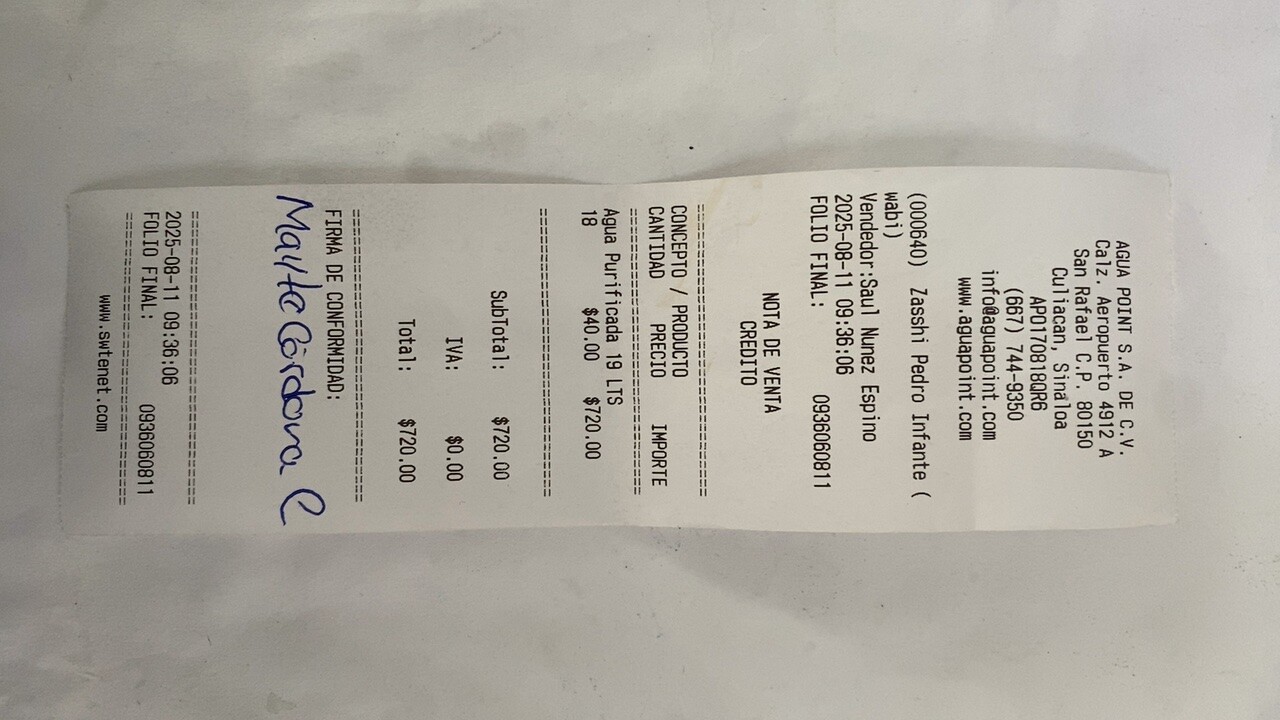 AGUA POINT S.A. DE C.V.
Calz. Aeropuerto 4912 A
San Rafael C.P. 80150
Culiacan, Sinaloa
APO170818QR6
(667) 744-9350
info@aguapoint.com
www.aguapoint.com
(000640) Zasshi Pedro Infante (
wabi)
Vendedor:Saul Nunez Espino
2025-08-11 09:36:06
FOLIO FINAL: 0936060811
NOTA DE VENTA
CREDITO
===============================
CONCEPTO / PRODUCTO
CANTIDAD PRECIO IMPORTE
===============================
Agua Purificada 19 LTS
18 $40.00 $720.00
===============================
SubTotal: $720.00
IVA: $0.00
Total: $720.00
===============================
FIRMA DE CONFORMIDAD:
Mayte Córdova C
===============================
2025-08-11 09:36:06
FOLIO FINAL: 0936060811
===============================
www.swtenet.com